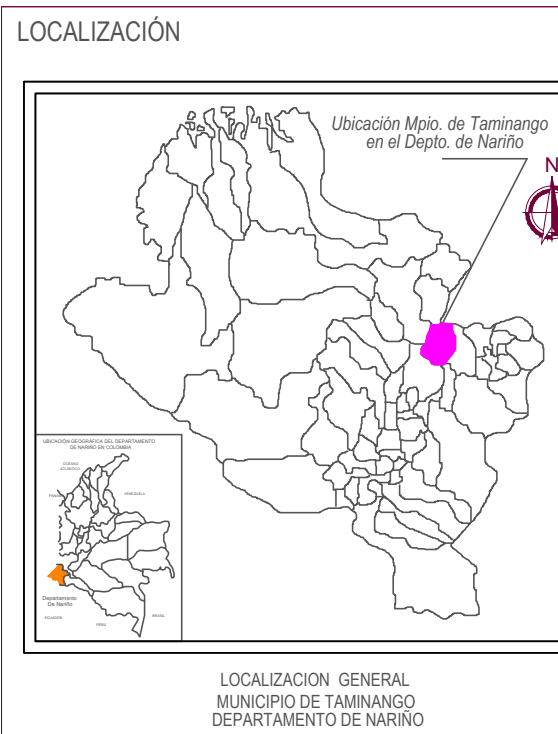 LOCALIZACIÓN
Ubicación Mpio. de Taminango
en el Depto. de Nariño
N
UBICACIÓN GEOGRÁFICA DEL DEPARTAMENTO
DE NARIÑO EN COLOMBIA
OCEANO
ATLANTICO
PANAMA
VENEZUELA
Departamento
De Nariño
ECUADOR
PERU
BRASIL
LOCALIZACION GENERAL
MUNICIPIO DE TAMINANGO
DEPARTAMENTO DE NARIÑO